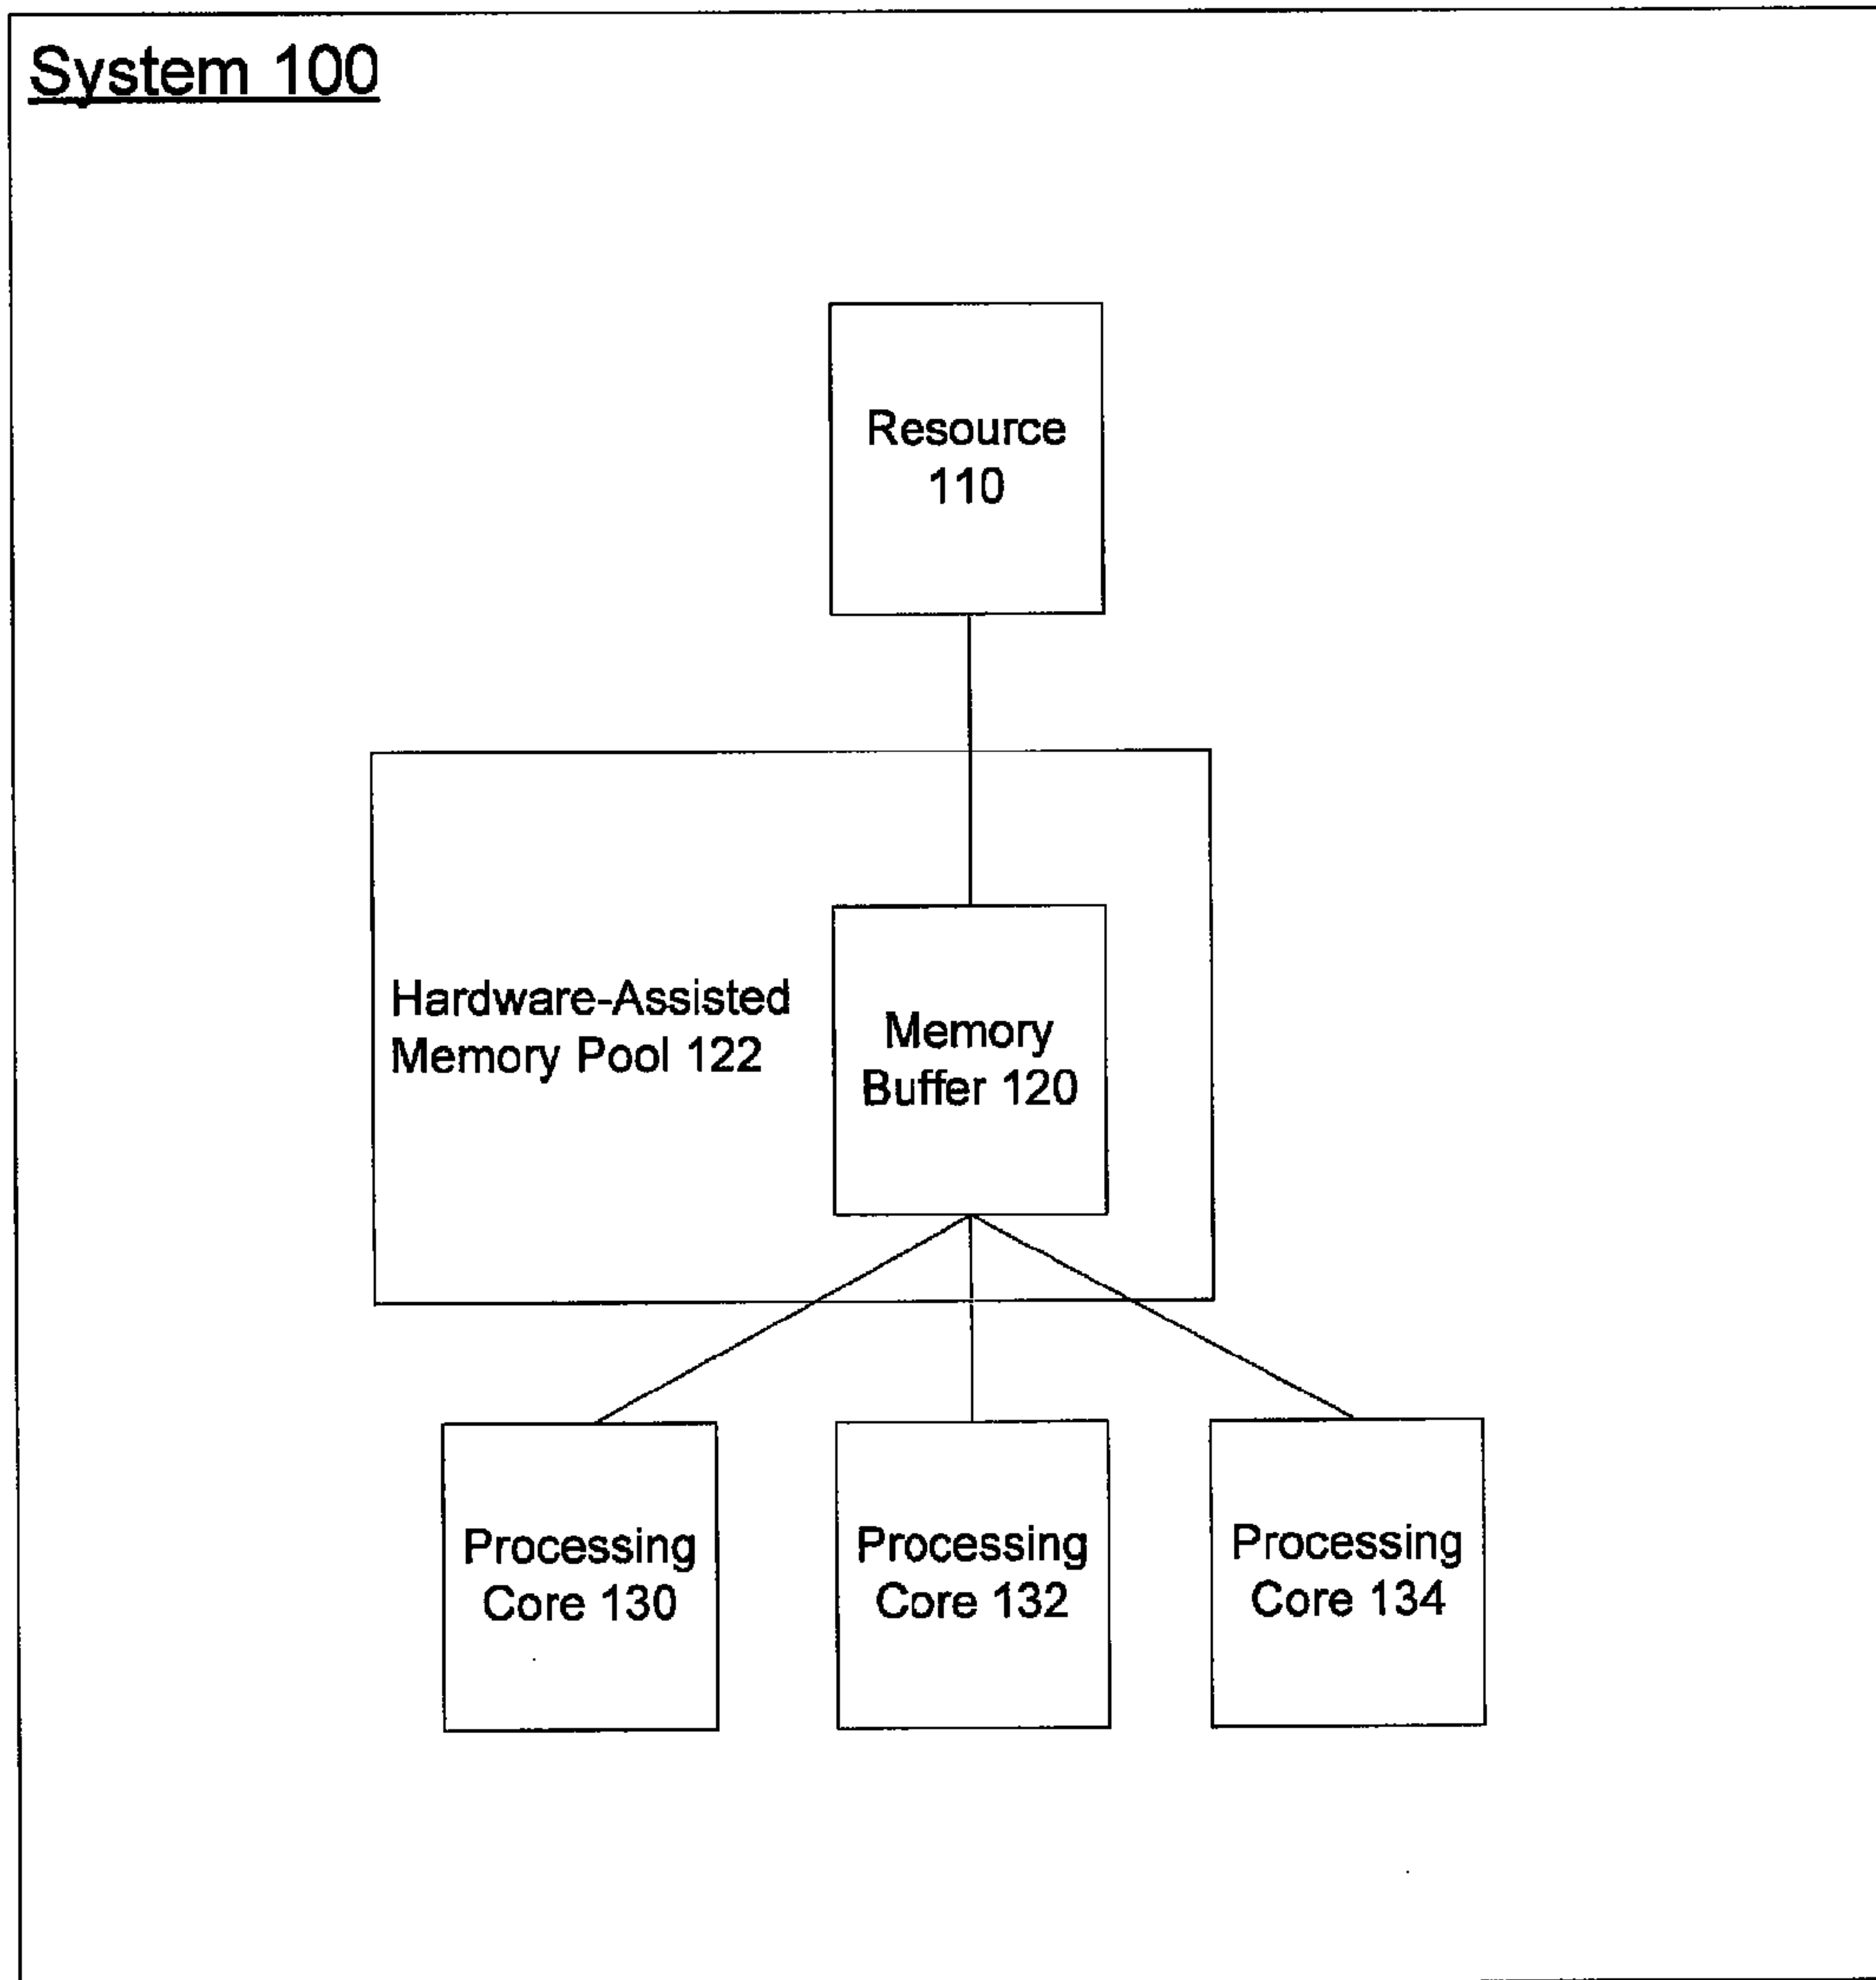 System 100
Resource
110
Hardware-Assisted
Memory Pool 122
Memory
Buffer 120
Processing
Core 130
Processing
Core 132
Processing
Core 134